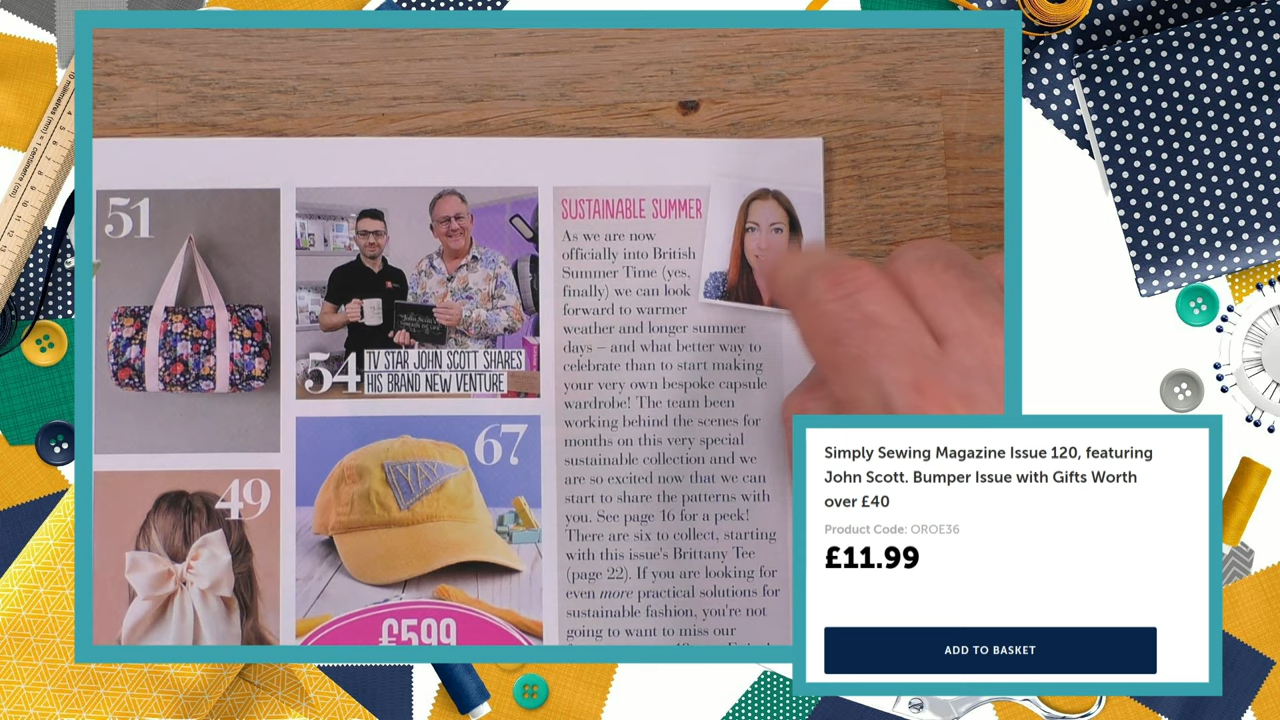 51
TV STAR JOHN SCOTT SHARES
54 HIS BRAND NEW VENTURE
67
49
£599
SUSTAINABLE SUMMER
As we are now
officially into British
Summer Time (yes,
finally) we can look
forward to warmer
weather and longer summer
days – and what better way to
celebrate than to start making
your very own bespoke capsule
wardrobe! The team been
working behind the scenes for
months on this very special
sustainable collection and we
are so excited now that we can
start to share the patterns with
you. See page 16 for a peek!
There are six to collect, starting
with this issue's Brittany Tee
(page 22). If you are looking for
even more practical solutions for
sustainable fashion, you're not
going to want to miss our
YAY
Simply Sewing Magazine Issue 120, featuring
John Scott. Bumper Issue with Gifts Worth
over £40
Product Code: OROE36
£11.99
ADD TO BASKET